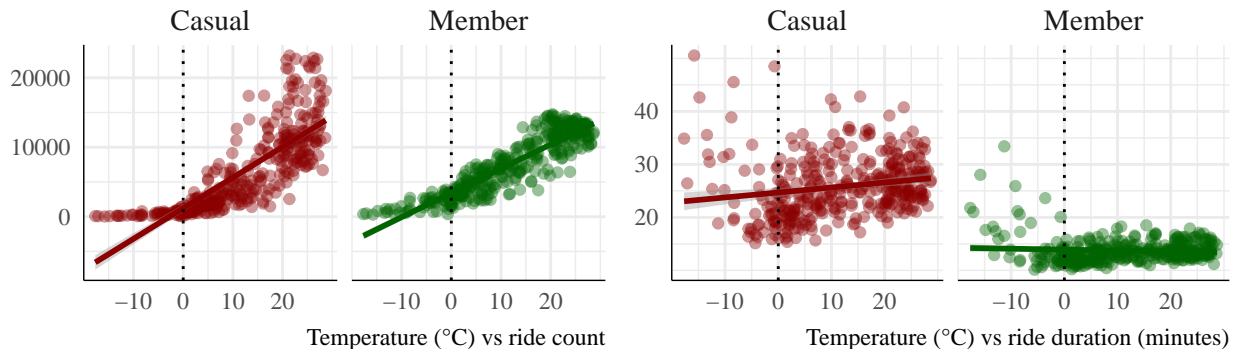 Casual Member Casual Member
20000
10000
0
40
30
20
−10 0 10 20 −10 0 10 20 −10 0 10 20 −10 0 10 20
Temperature (°C) vs ride count Temperature (°C) vs ride duration (minutes)